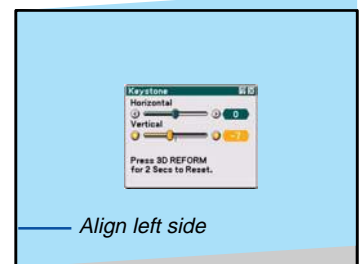 Keystone
Horizontal
0
Vertical
-7
Press 3D REFORM
for 2 Secs to Reset.
Align left side